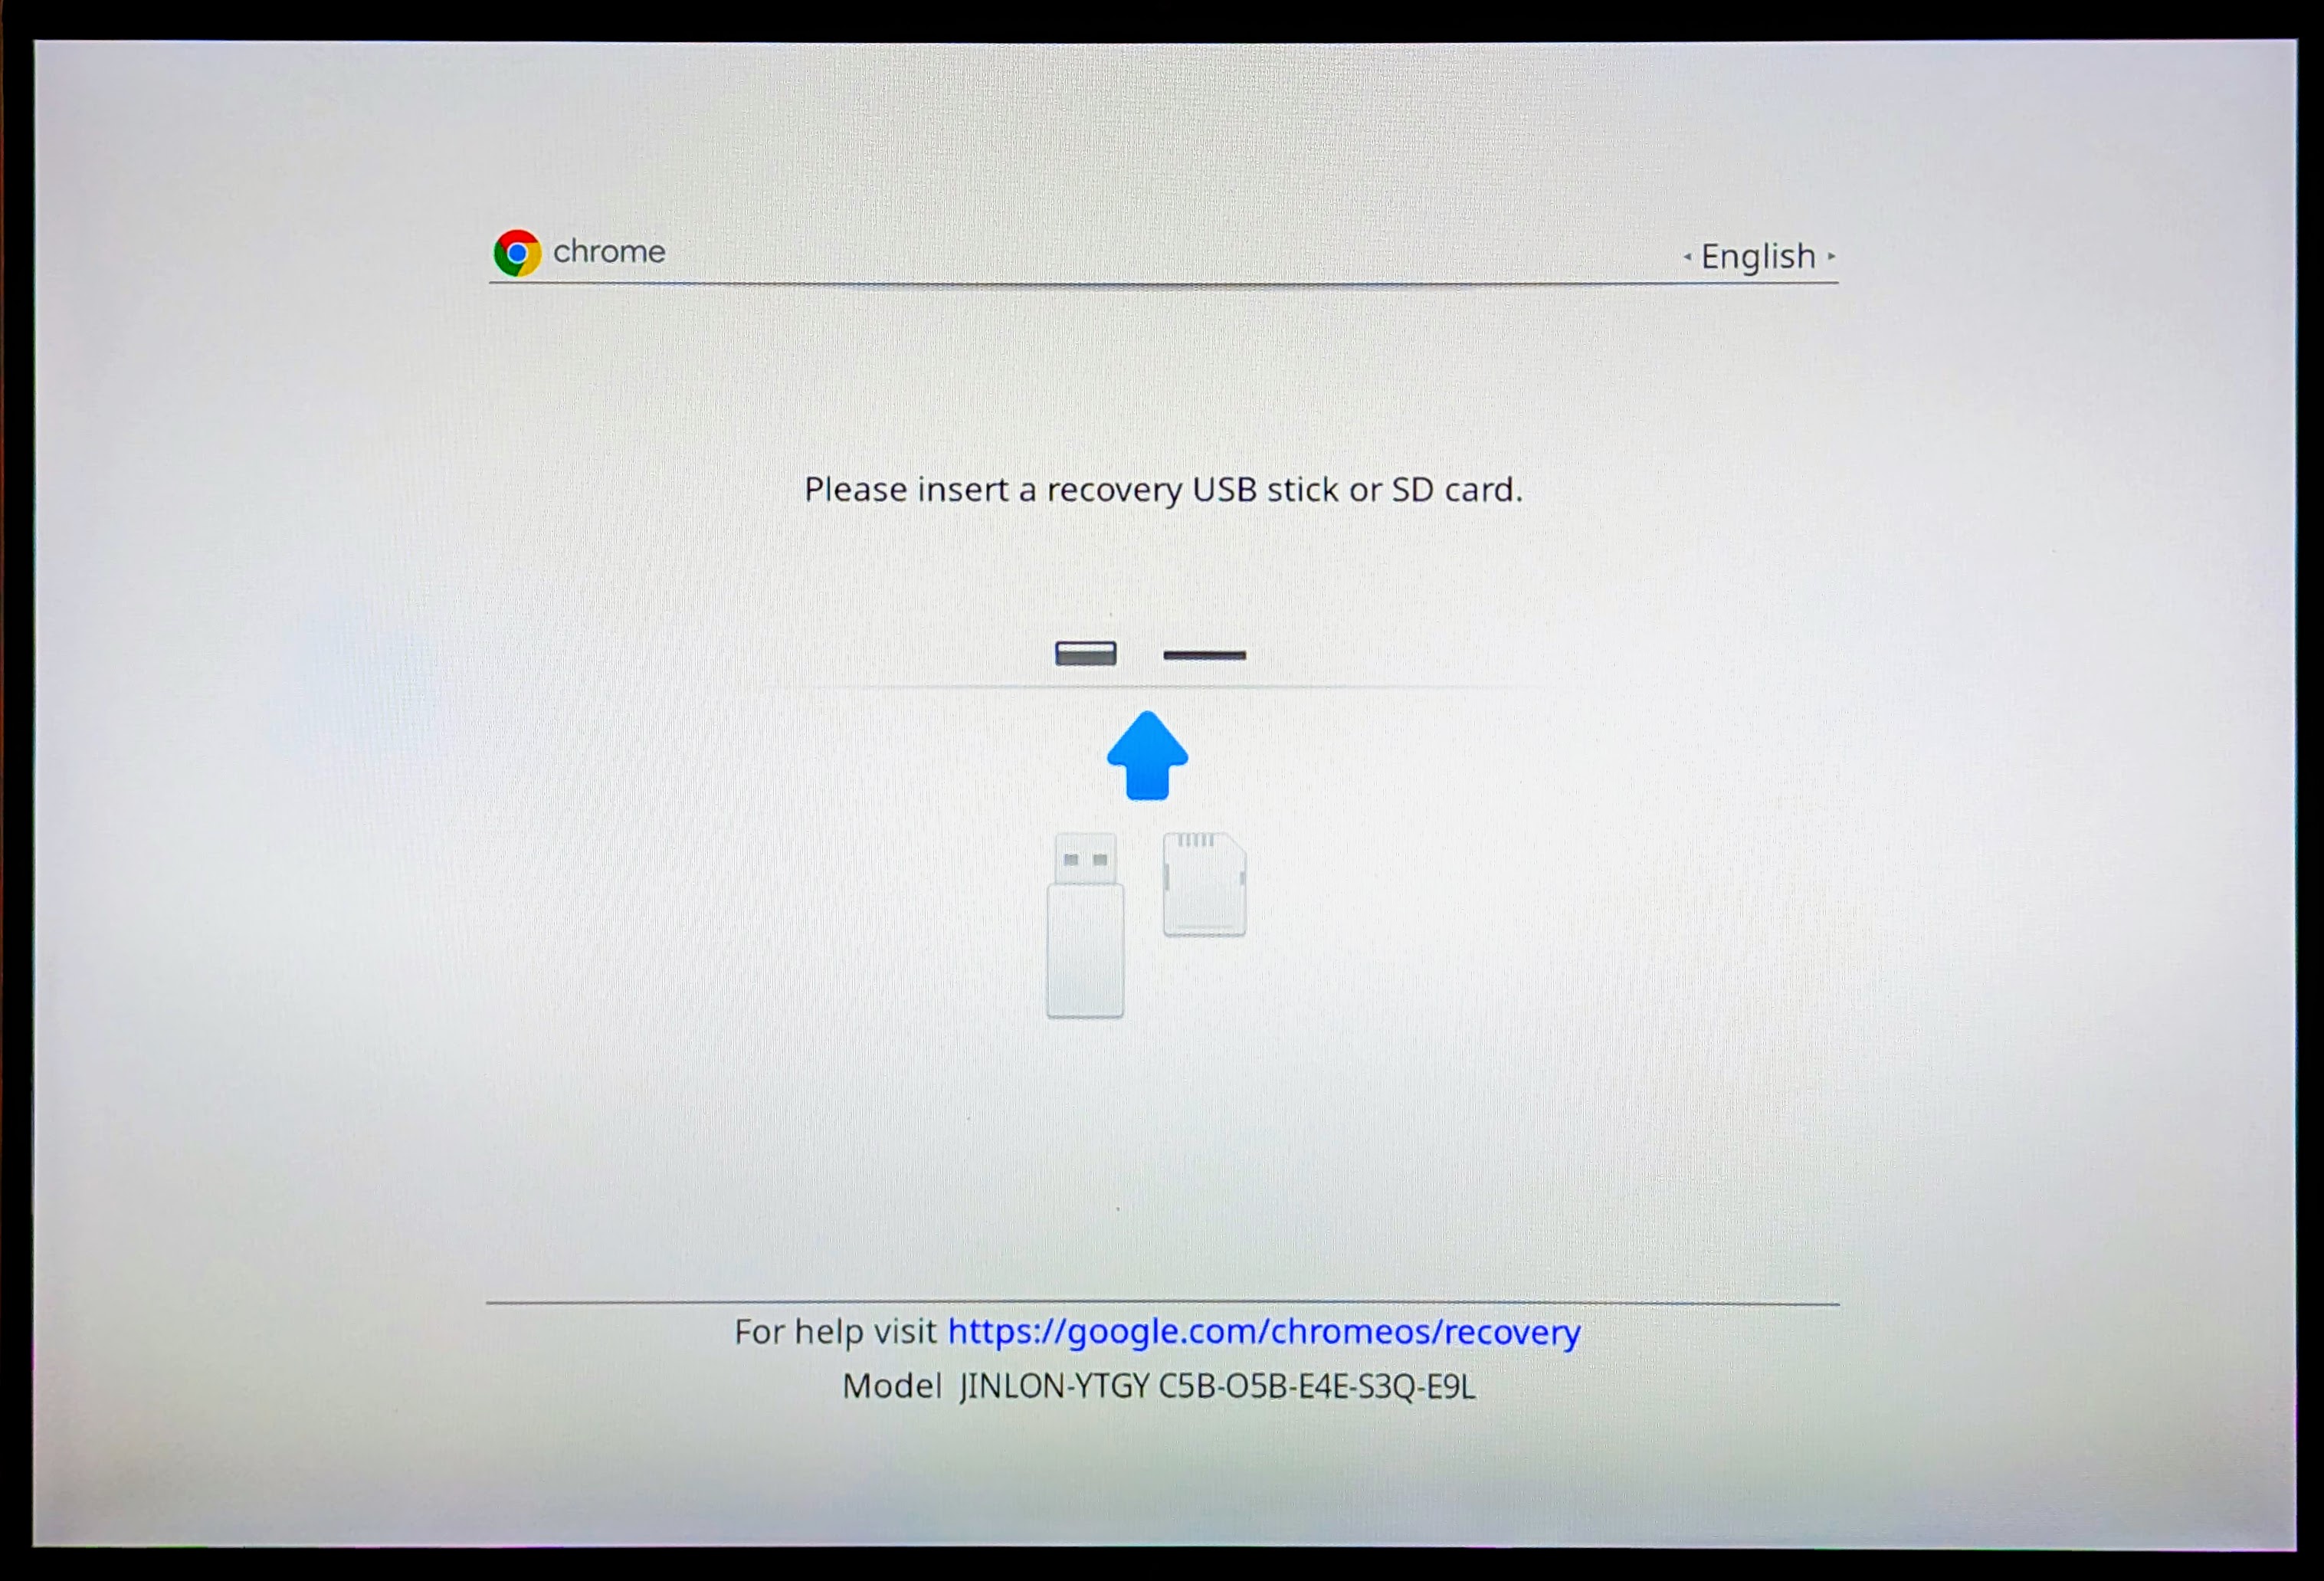 chrome
English
Please insert a recovery USB stick or SD card.
For help visit https://google.com/chromeos/recovery
Model JINLON-YTGY C5B-O5B-E4E-S3Q-E9L